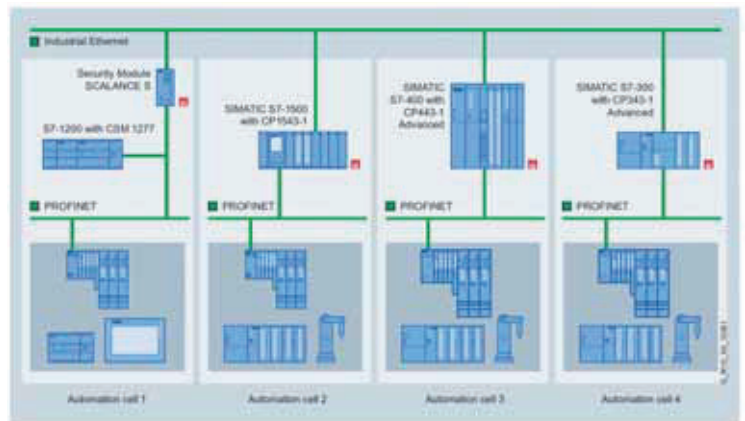 Industrial Ethernet
Security Module
SCALANCE S
S7-1200 with CSM 1277
SIMATIC S7-1500
with CP1543-1
SIMATIC
S7-400 with
CP443-1
Advanced
SIMATIC S7-300
with CP343-1
Advanced
PROFINET
PROFINET
PROFINET
PROFINET
Automation cell 1
Automation cell 2
Automation cell 3
Automation cell 4